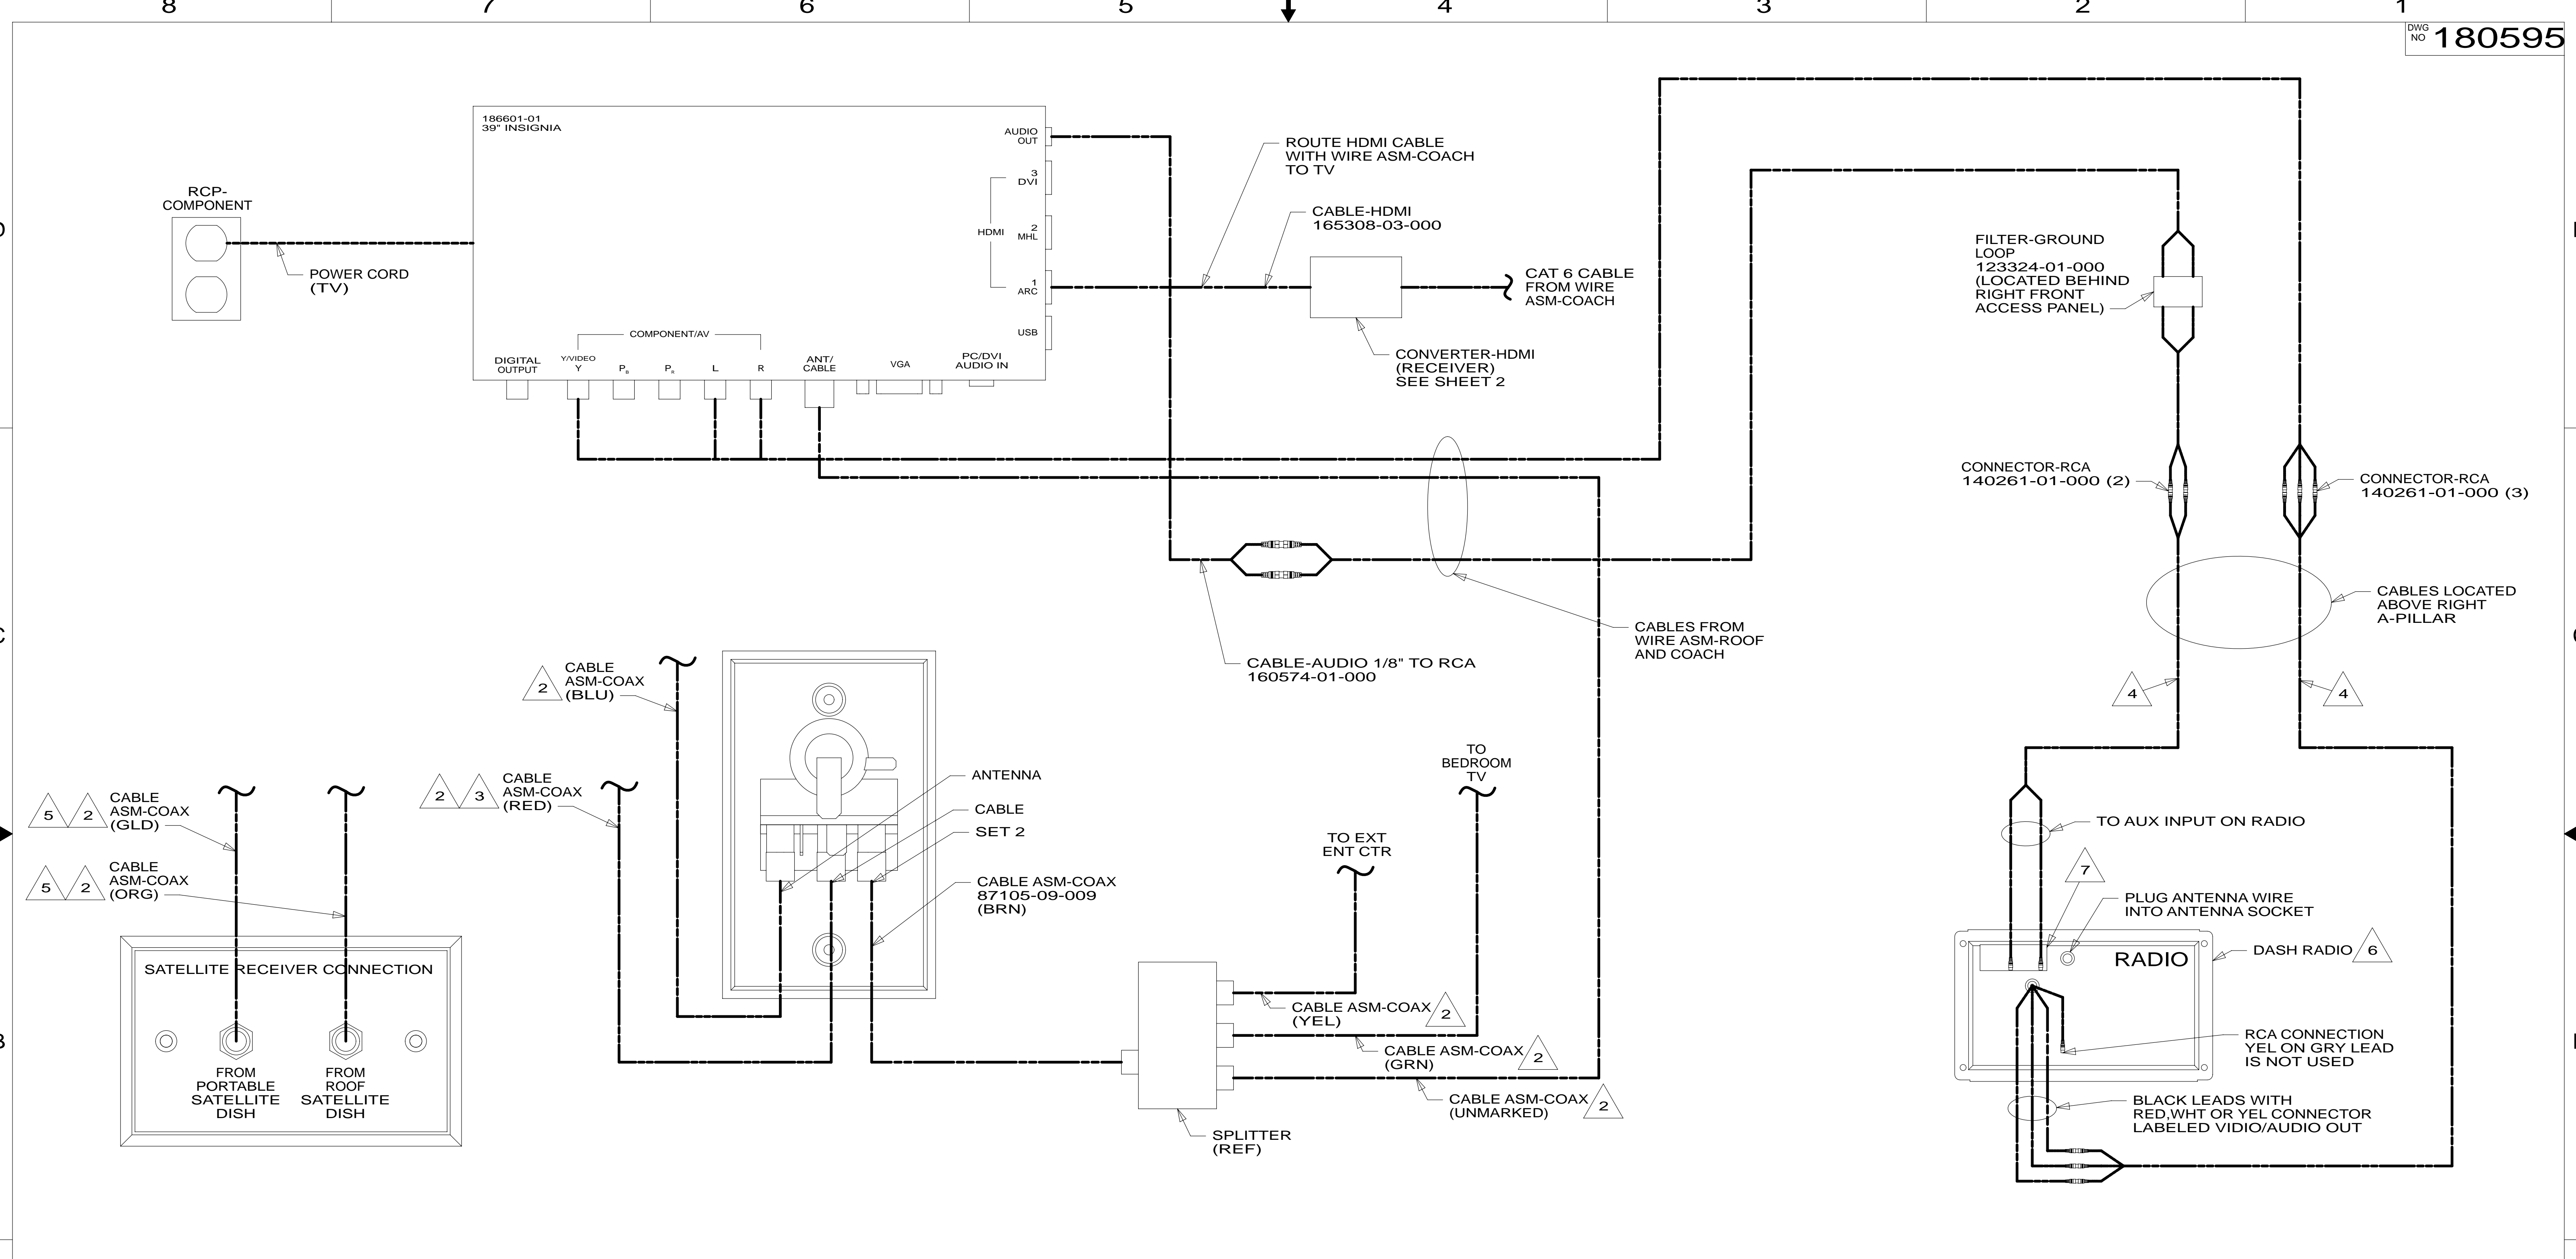 8 7 6 5 4 3 2 1
DWG
NO
180595
186601-01
39" INSIGNIA
AUDIO
OUT
3
DVI
2
MHL
HDMI
1
ARC
USB
COMPONENT/AV
DIGITAL
OUTPUT
Y/VIDEO
Y
PB
PR
L
R
ANT/
CABLE
VGA
PC/DVI
AUDIO IN
RCP-
COMPONENT
POWER CORD
(TV)
ROUTE HDMI CABLE
WITH WIRE ASM-COACH
TO TV
CABLE-HDMI
165308-03-000
CAT 6 CABLE
FROM WIRE
ASM-COACH
CONVERTER-HDMI
(RECEIVER)
SEE SHEET 2
FILTER-GROUND
LOOP
123324-01-000
(LOCATED BEHIND
RIGHT FRONT
ACCESS PANEL)
CONNECTOR-RCA
140261-01-000 (2)
CONNECTOR-RCA
140261-01-000 (3)
CABLES LOCATED
ABOVE RIGHT
A-PILLAR
4
4
CABLES FROM
WIRE ASM-ROOF
AND COACH
CABLE-AUDIO 1/8" TO RCA
160574-01-000
C
2
CABLE
ASM-COAX
(BLU)
2 3
CABLE
ASM-COAX
(RED)
5 2
CABLE
ASM-COAX
(GLD)
5 2
CABLE
ASM-COAX
(ORG)
SATELLITE RECEIVER CONNECTION
FROM
PORTABLE
SATELLITE
DISH
FROM
ROOF
SATELLITE
DISH
ANTENNA
CABLE
SET 2
CABLE ASM-COAX
87105-09-009
(BRN)
TO
BEDROOM
TV
TO EXT
ENT CTR
CABLE ASM-COAX
(YEL)
2
CABLE ASM-COAX
(GRN)
2
CABLE ASM-COAX
(UNMARKED)
2
SPLITTER
(REF)
TO AUX INPUT ON RADIO
7
PLUG ANTENNA WIRE
INTO ANTENNA SOCKET
RADIO
DASH RADIO
6
RCA CONNECTION
YEL ON GRY LEAD
IS NOT USED
BLACK LEADS WITH
RED,WHT OR YEL CONNECTOR
LABELED VIDIO/AUDIO OUT